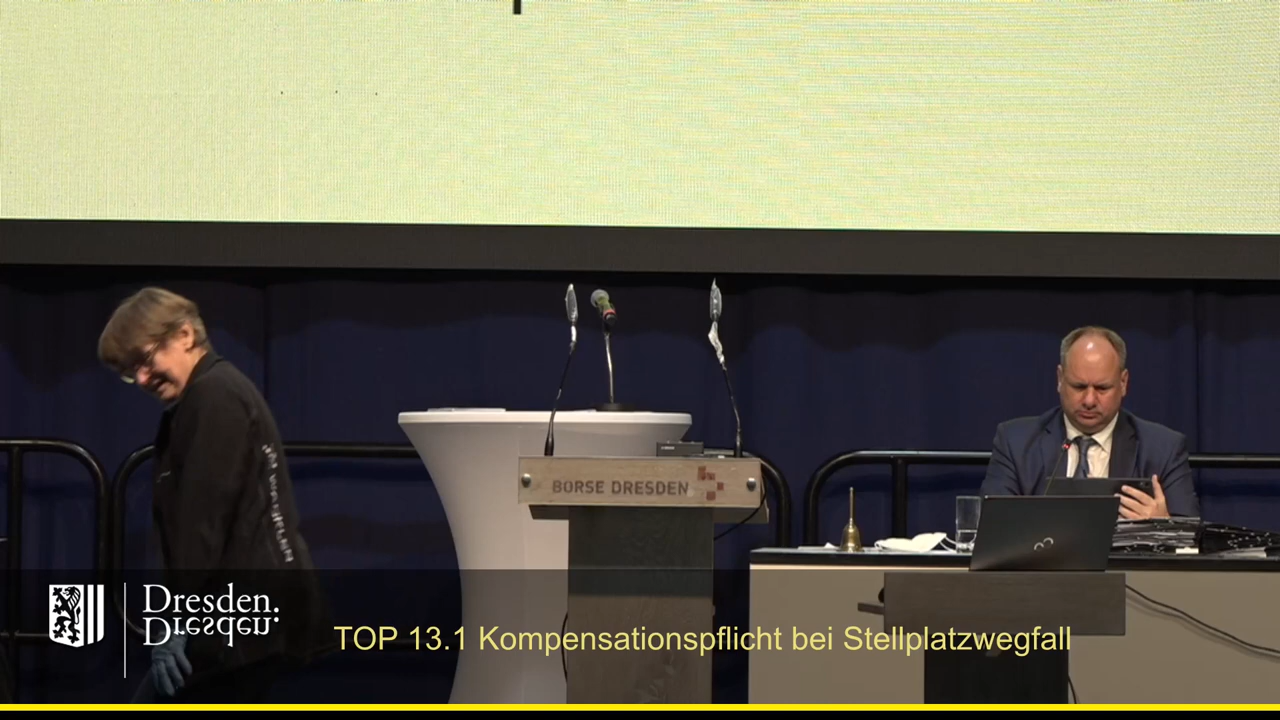 BÖRSE DRESDEN
Dresden.
Dresden.
TOP 13.1 Kompensationspflicht bei Stellplatzwegfall